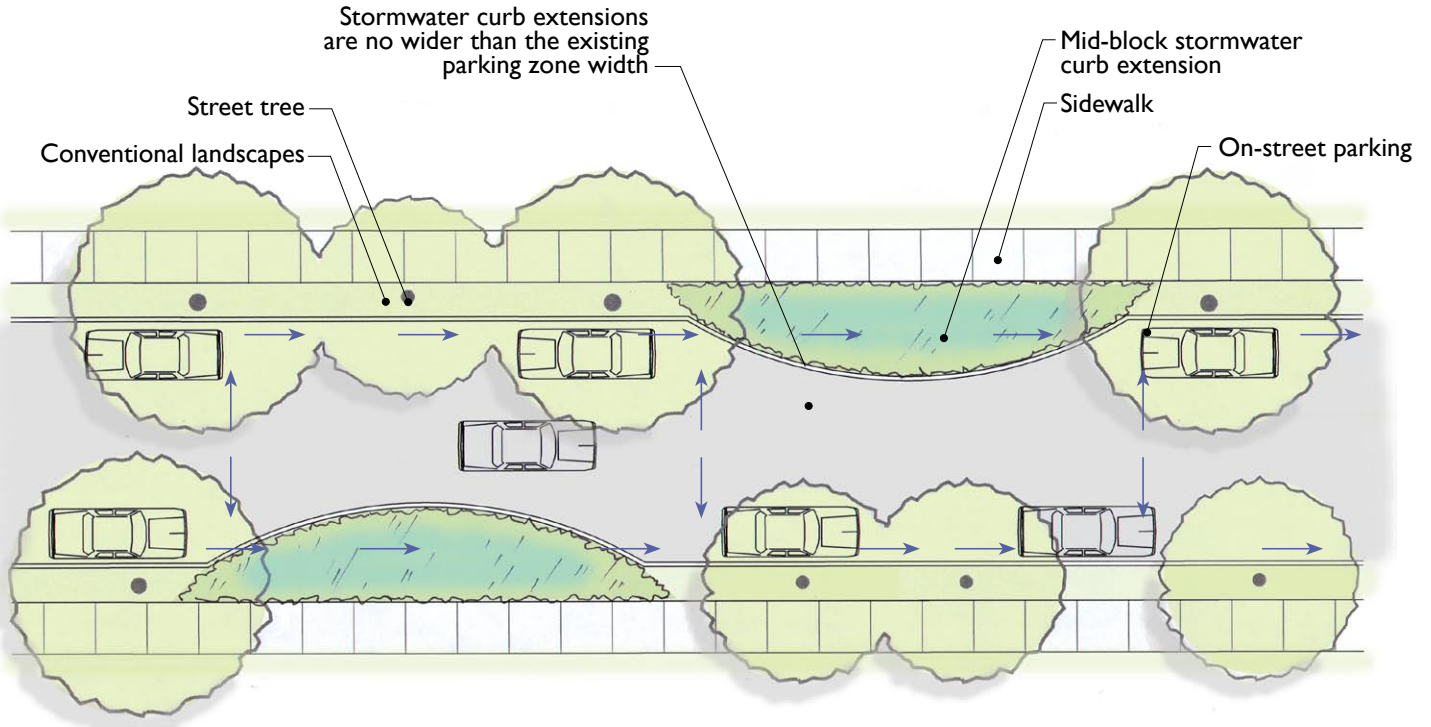 Stormwater curb extensions
are no wider than the existing
parking zone width
Mid-block stormwater
curb extension
Street tree
Sidewalk
Conventional landscapes
On-street parking